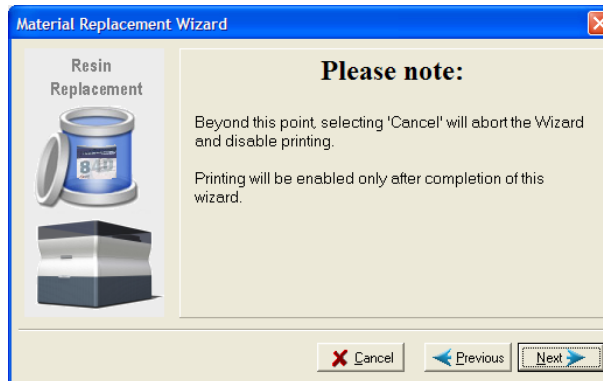 Material Replacement Wizard
Resin
Replacement
840
Please note:
Beyond this point, selecting 'Cancel' will abort the Wizard
and disable printing.
Printing will be enabled only after completion of this
wizard.
Cancel
Previous
Next